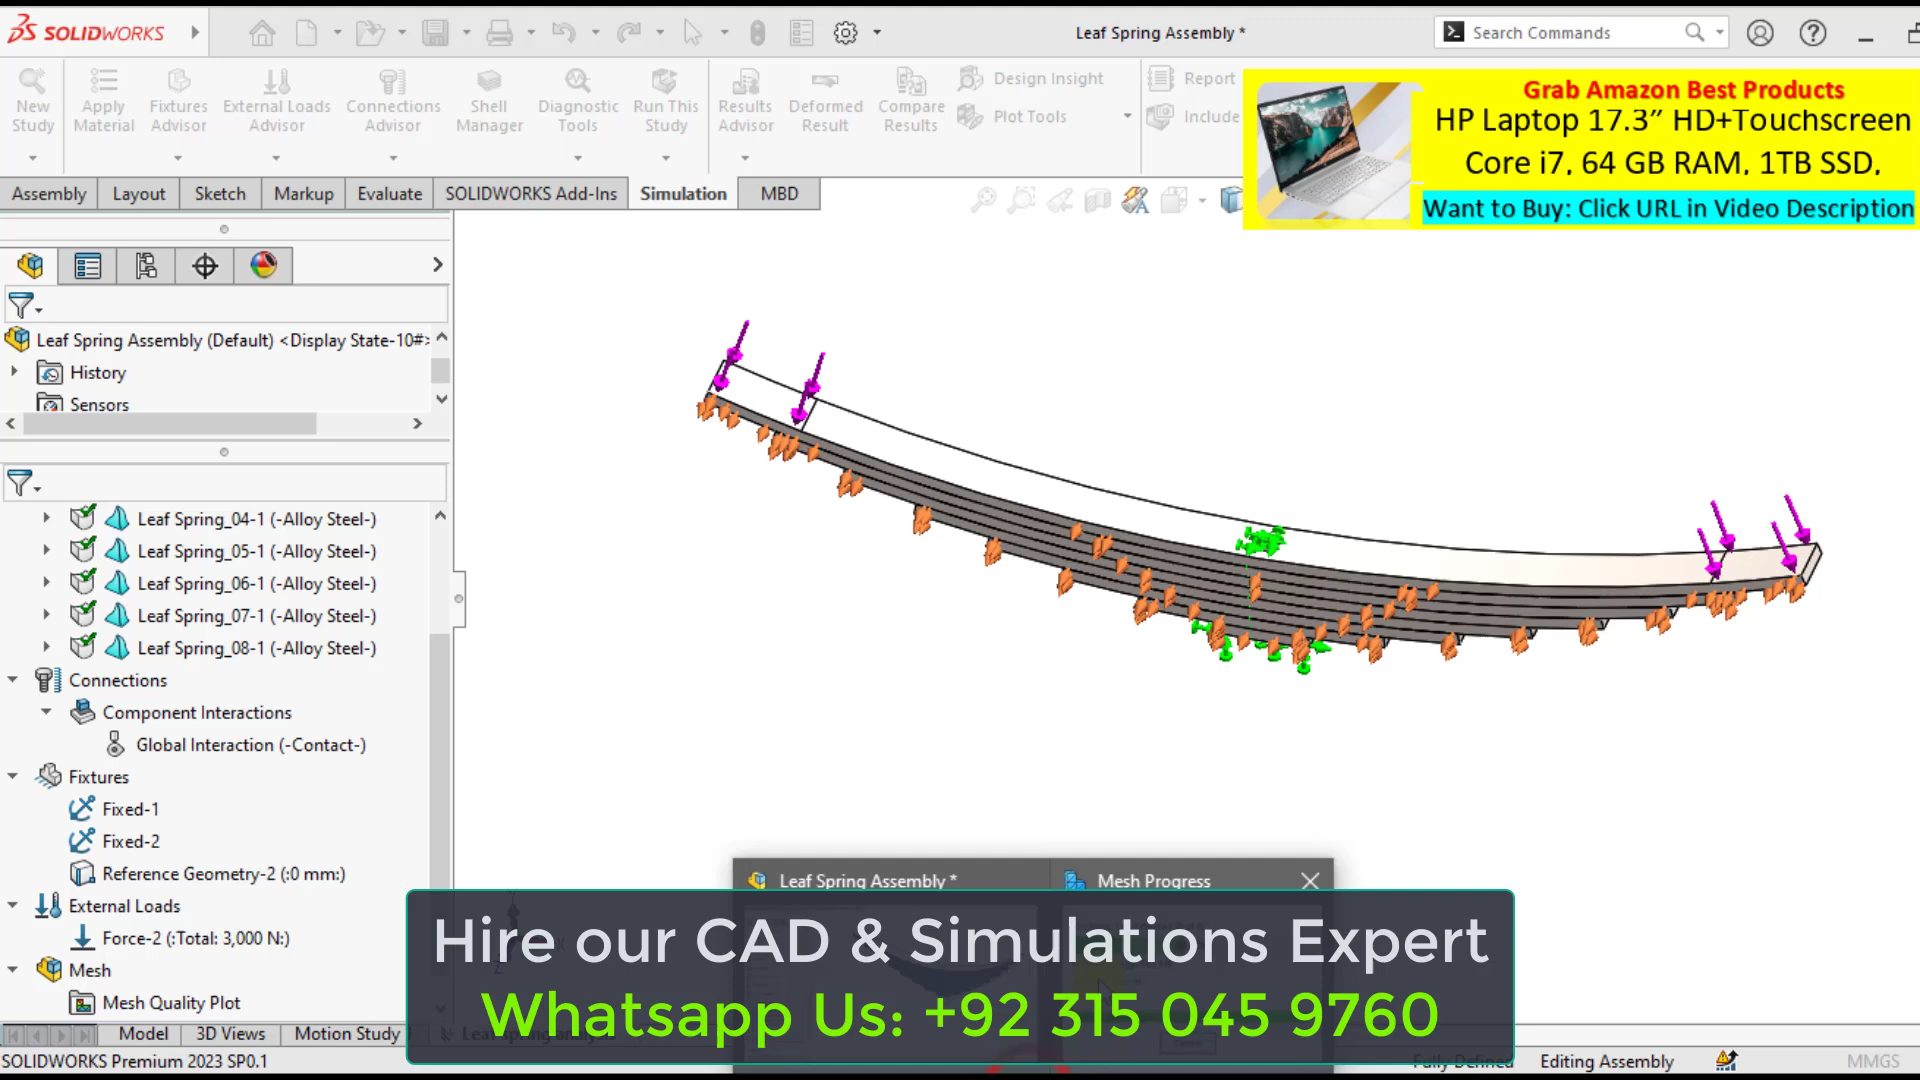 SOLIDWORKS
Leaf Spring Assembly *
Search Commands
New Study
Apply Material
Fixtures Advisor
External Loads Advisor
Connections Advisor
Shell Manager
Diagnostic Tools
Run This Study
Results Advisor
Deformed Result
Compare Results
Design Insight
Plot Tools
Report
Include
Grab Amazon Best Products
HP Laptop 17.3″ HD+Touchscreen
Core i7, 64 GB RAM, 1TB SSD,
Want to Buy: Click URL in Video Description
Assembly
Layout
Sketch
Markup
Evaluate
SOLIDWORKS Add-Ins
Simulation
MBD
Leaf Spring Assembly (Default) <Display State-10#>
History
Sensors
Leaf Spring_04-1 (-Alloy Steel-)
Leaf Spring_05-1 (-Alloy Steel-)
Leaf Spring_06-1 (-Alloy Steel-)
Leaf Spring_07-1 (-Alloy Steel-)
Leaf Spring_08-1 (-Alloy Steel-)
Connections
Component Interactions
Global Interaction (-Contact-)
Fixtures
Fixed-1
Fixed-2
Reference Geometry-2 (:0 mm:)
External Loads
Force-2 (:Total: 3,000 N:)
Mesh
Mesh Quality Plot
Leaf Spring Assembly *
Mesh Progress
Hire our CAD & Simulations Expert
Whatsapp Us: +92 315 045 9760
Model
3D Views
Motion Study
Leaf spring analysis
SOLIDWORKS Premium 2023 SP0.1
Fully Defined
Editing Assembly
MMGS